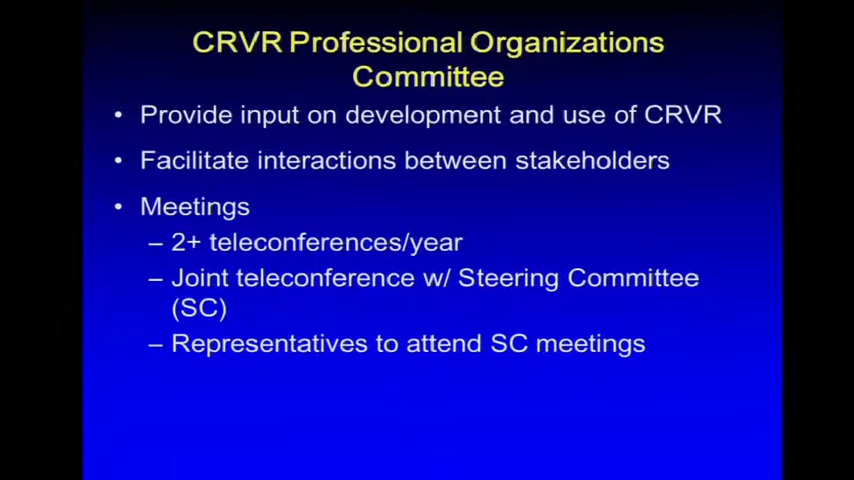 CRVR Professional Organizations
Committee
• Provide input on development and use of CRVR
• Facilitate interactions between stakeholders
• Meetings
– 2+ teleconferences/year
– Joint teleconference w/ Steering Committee
(SC)
– Representatives to attend SC meetings